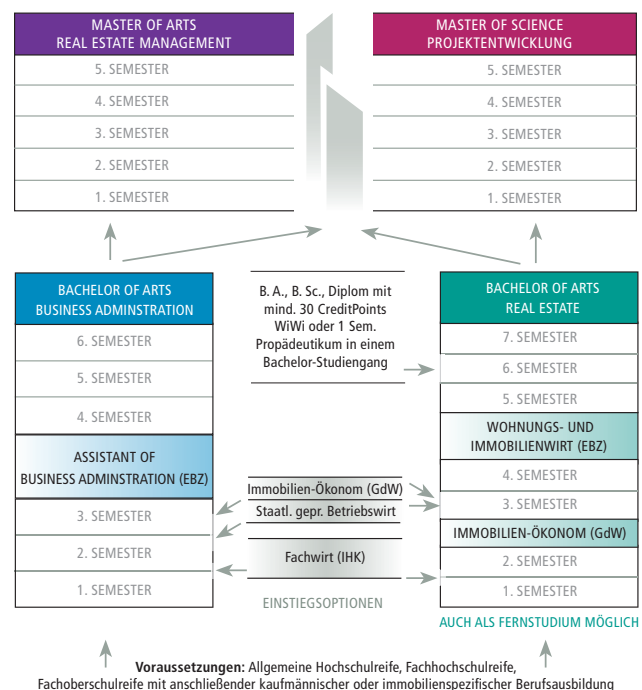 MASTER OF ARTS
REAL ESTATE MANAGEMENT
5. SEMESTER
4. SEMESTER
3. SEMESTER
2. SEMESTER
1. SEMESTER
MASTER OF SCIENCE
PROJEKTENTWICKLUNG
5. SEMESTER
4. SEMESTER
3. SEMESTER
2. SEMESTER
1. SEMESTER
BACHELOR OF ARTS
BUSINESS ADMINSTRATION
6. SEMESTER
5. SEMESTER
4. SEMESTER
ASSISTANT OF
BUSINESS ADMINSTRATION (EBZ)
3. SEMESTER
2. SEMESTER
1. SEMESTER
B. A., B. Sc., Diplom mit
mind. 30 CreditPoints
WiWi oder 1 Sem.
Propädeutikum in einem
Bachelor-Studiengang
Immobilien-Ökonom (GdW)
Staatl. gepr. Betriebswirt
Fachwirt (IHK)
EINSTIEGSOPTIONEN
BACHELOR OF ARTS
REAL ESTATE
7. SEMESTER
6. SEMESTER
5. SEMESTER
WOHNUNGS- UND
IMMOBILIENWIRT (EBZ)
4. SEMESTER
3. SEMESTER
IMMOBILIEN-ÖKONOM (GdW)
2. SEMESTER
1. SEMESTER
AUCH ALS FERNSTUDIUM MÖGLICH
Voraussetzungen: Allgemeine Hochschulreife, Fachhochschulreife,
Fachoberschulreife mit anschließender kaufmännischer oder immobilienspezifischer Berufsausbildung